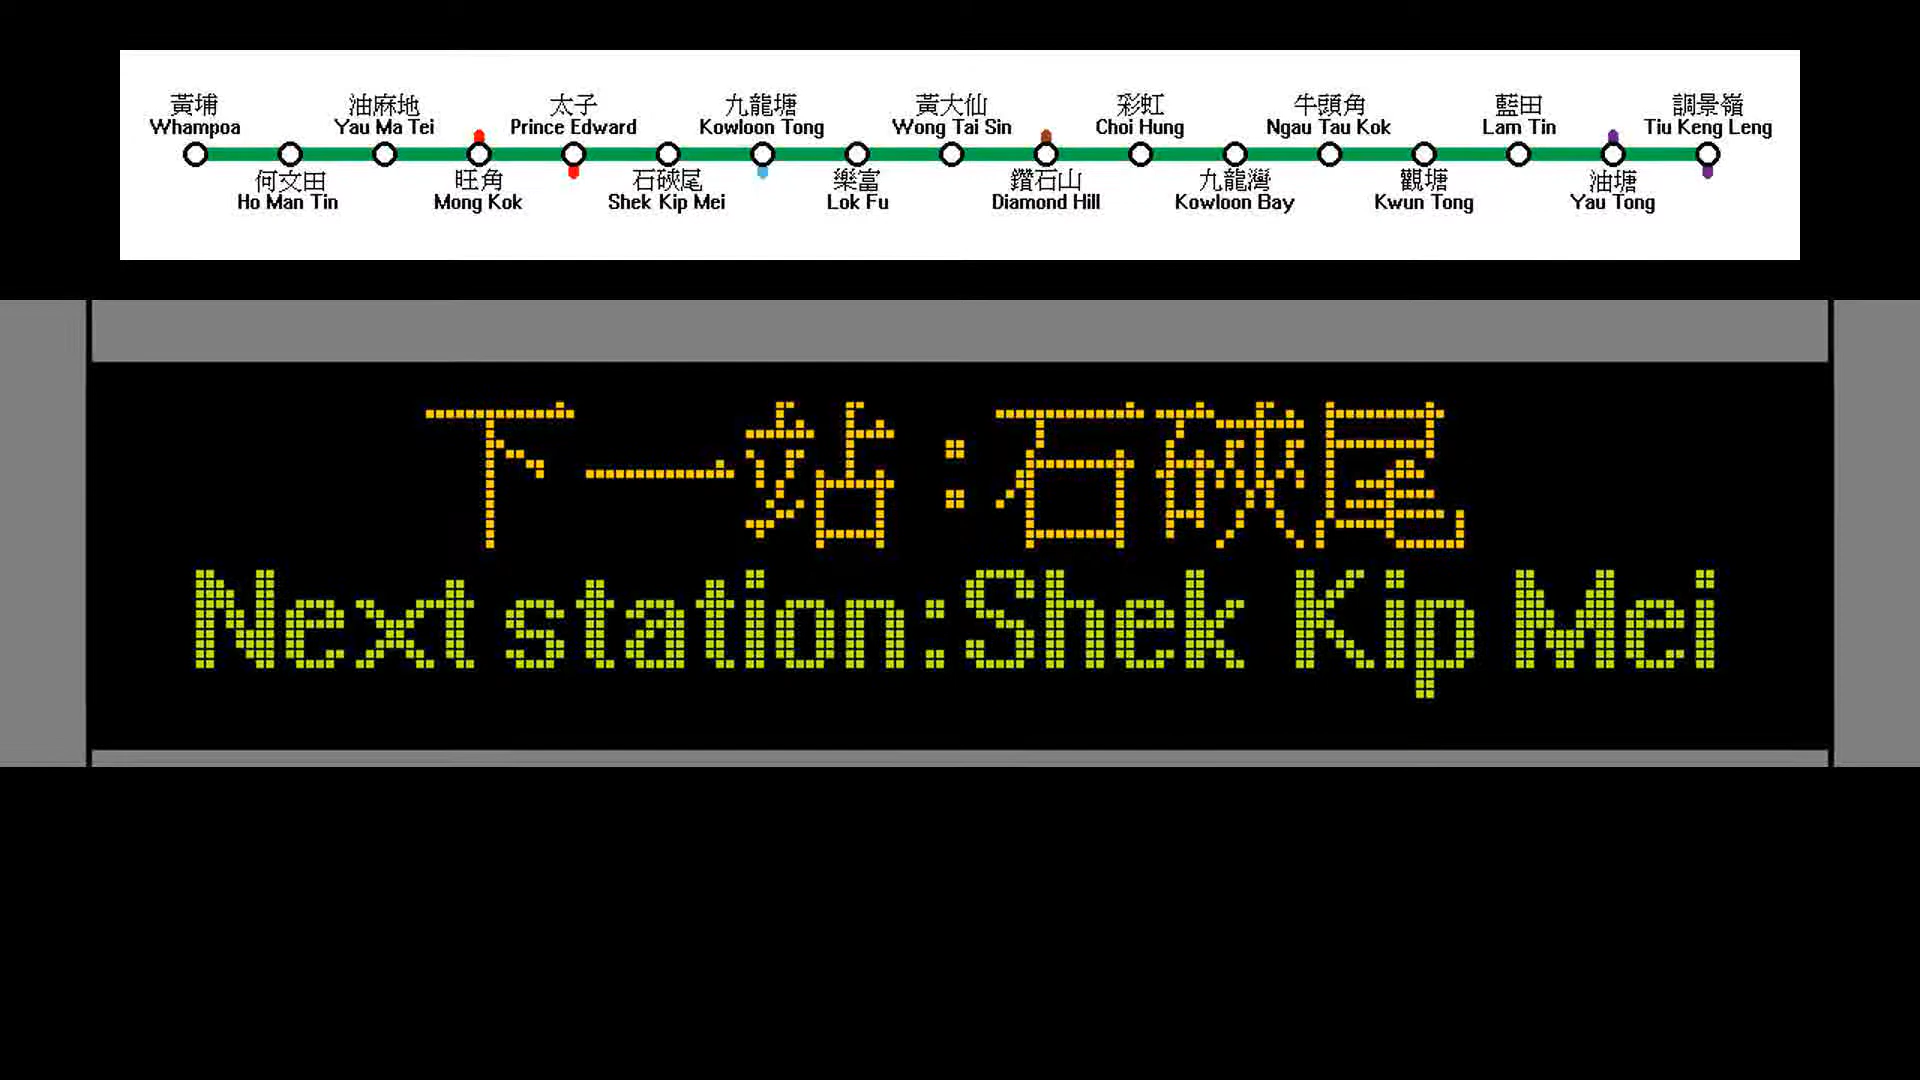 黃埔 油麻地 太子 九龍塘 黃大仙 彩虹 牛頭角 藍田 調景嶺
Whampoa Yau Ma Tei Prince Edward Kowloon Tong Wong Tai Sin Choi Hung Ngau Tau Kok Lam Tin Tiu Keng Leng
何文田 旺角 石硤尾 樂富 鑽石山 九龍灣 觀塘 油塘
Ho Man Tin Mong Kok Shek Kip Mei Lok Fu Diamond Hill Kowloon Bay Kwun Tong Yau Tong
下一站:石硤尾
Next station:Shek Kip Mei